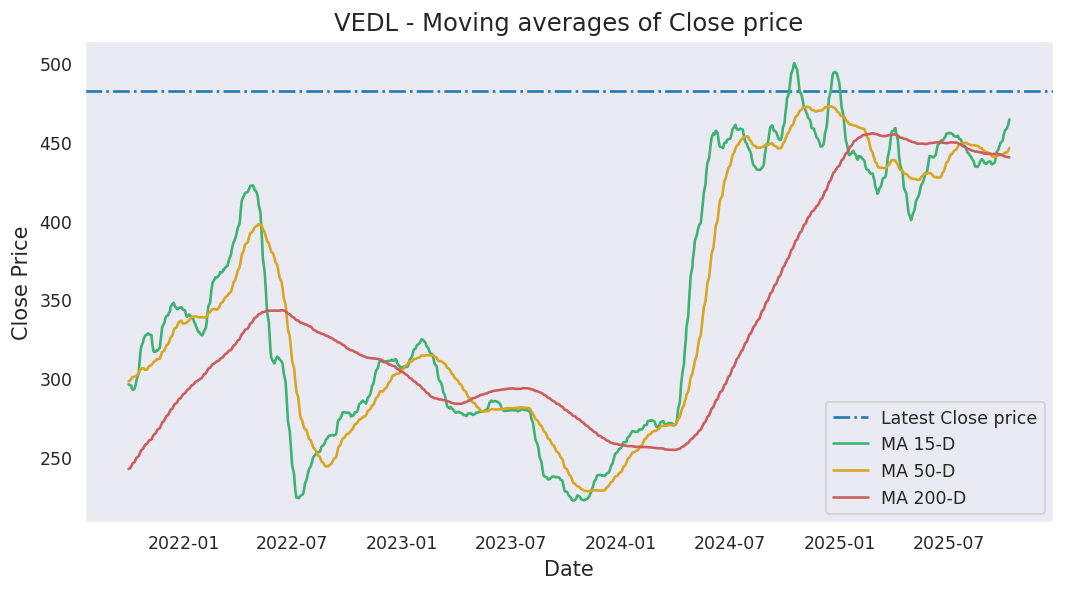 VEDL - Moving averages of Close price
Close Price
500
450
400
350
300
250
Latest Close price
MA 15-D
MA 50-D
MA 200-D
2022-01
2022-07
2023-01
2023-07
2024-01
2024-07
2025-01
2025-07
Date